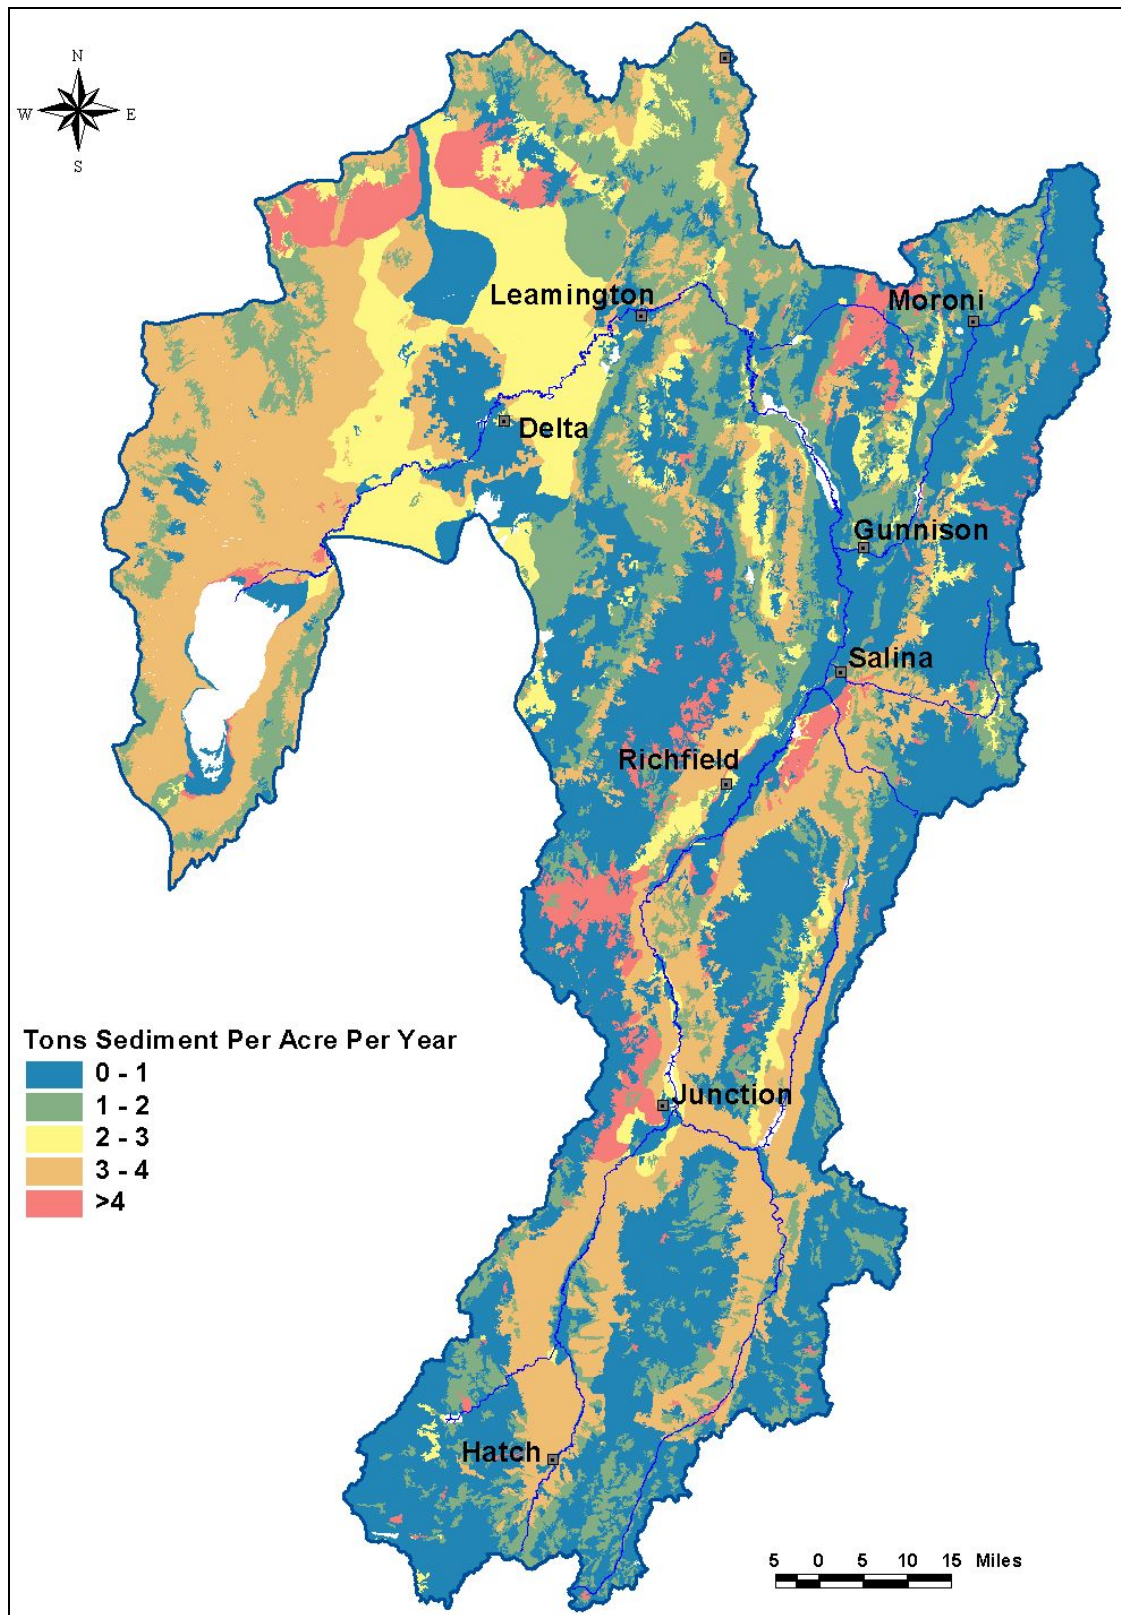 N
W E
S
Leamington
Moroni
Delta
Gunnison
Salina
Richfield
Tons Sediment Per Acre Per Year
0 - 1
1 - 2
2 - 3
3 - 4
>4
Junction
Hatch
5 0 5 10 15 Miles